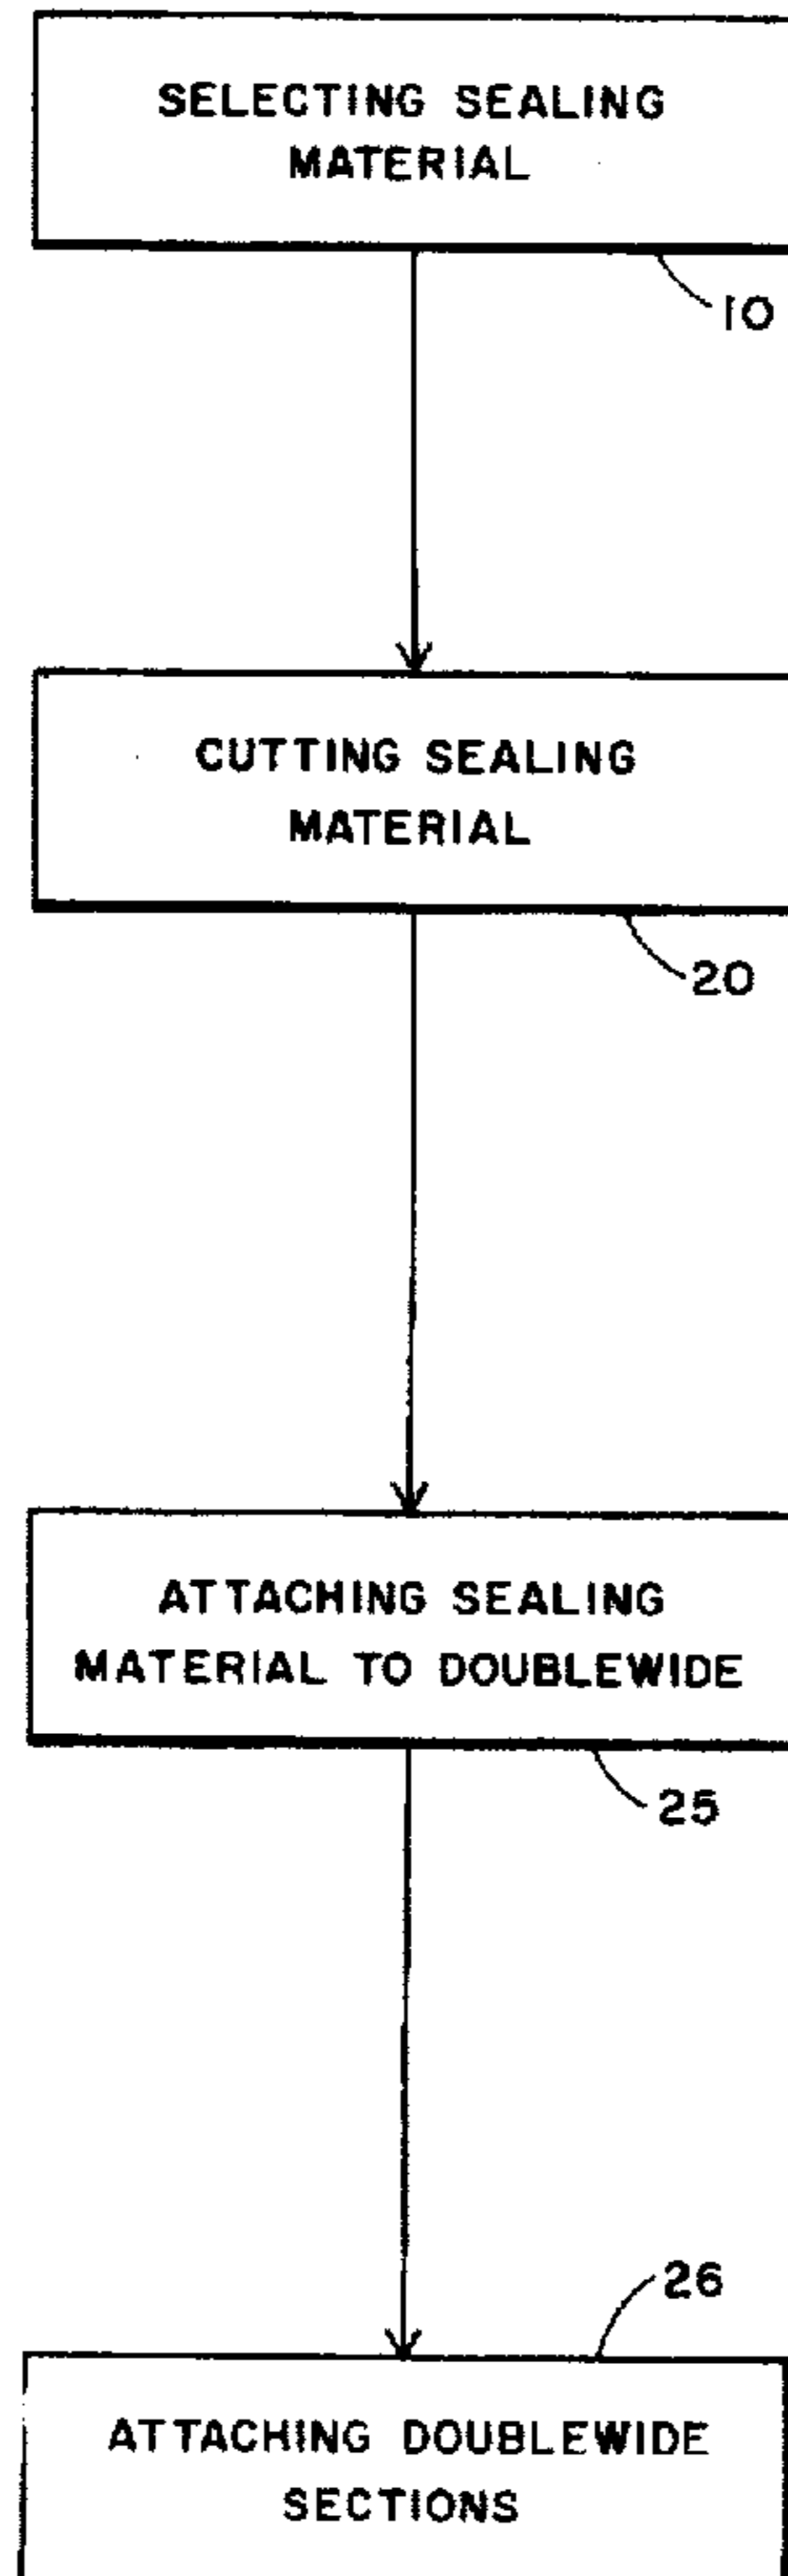 SELECTING SEALING
MATERIAL
10
CUTTING SEALING
MATERIAL
20
ATTACHING SEALING
MATERIAL TO DOUBLEWIDE
25
26
ATTACHING DOUBLEWIDE
SECTIONS